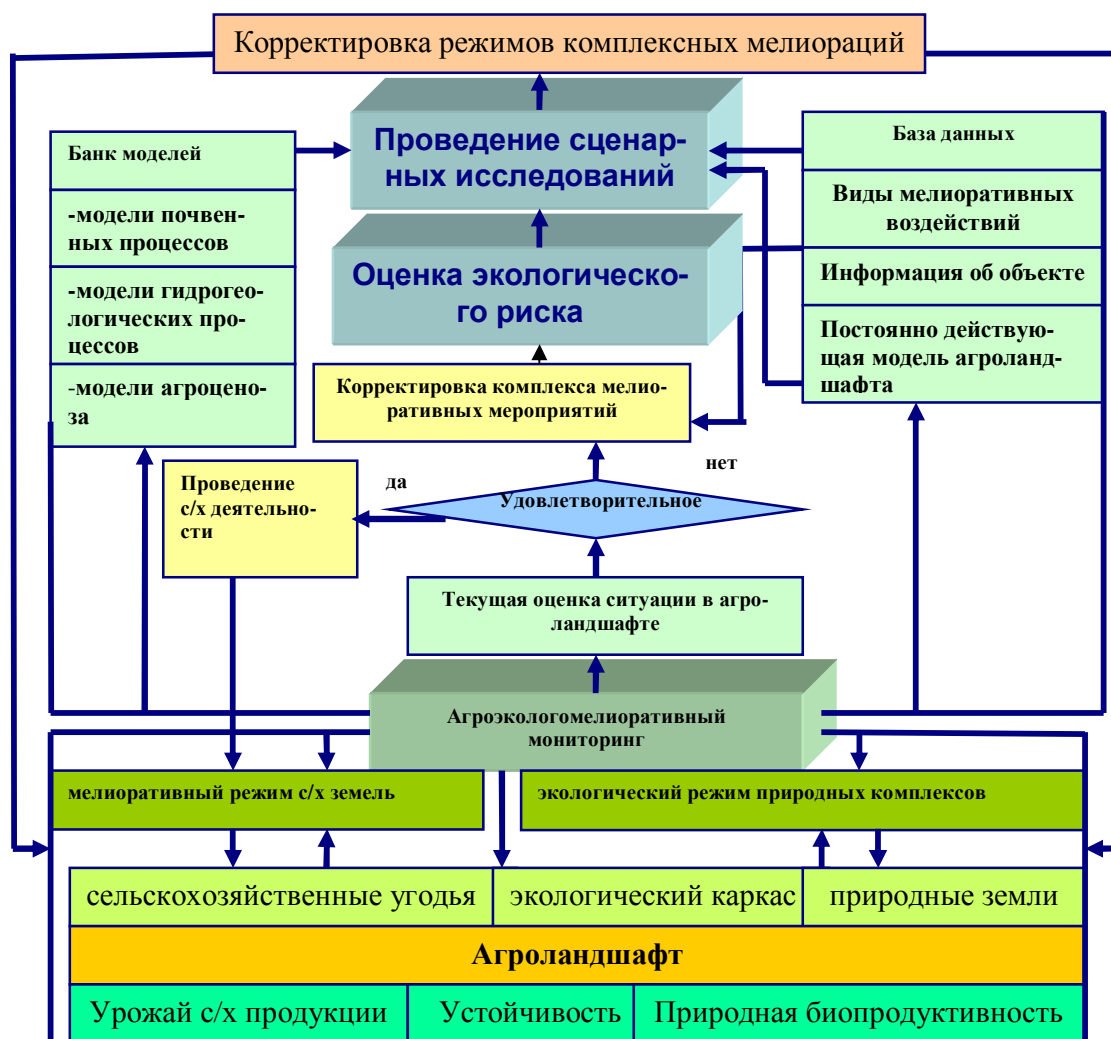 Корректировка режимов комплексных мелиораций
Проведение сценар-
ных исследований
Банк моделей
-модели почвен-
ных процессов
-модели гидрогео-
логических про-
цессов
-модели агроцено-
за
База данных
Виды мелиоративных
воздействий
Информация об объекте
Постоянно действую-
щая модель агроланд-
шафта
Оценка экологическо-
го риска
Корректировка комплекса мелио-
ративных мероприятий
нет
да
Удовлетворительное
Проведение
с/х деятельно-
сти
Текущая оценка ситуации в агро-
ландшафте
Агроэкологомелиоративный
мониторинг
мелиоративный режим с/х земель
экологический режим природных комплексов
сельскохозяйственные угодья
экологический каркас
природные земли
Агроландшафт
Урожай с/х продукции
Устойчивость
Природная биопродуктивность